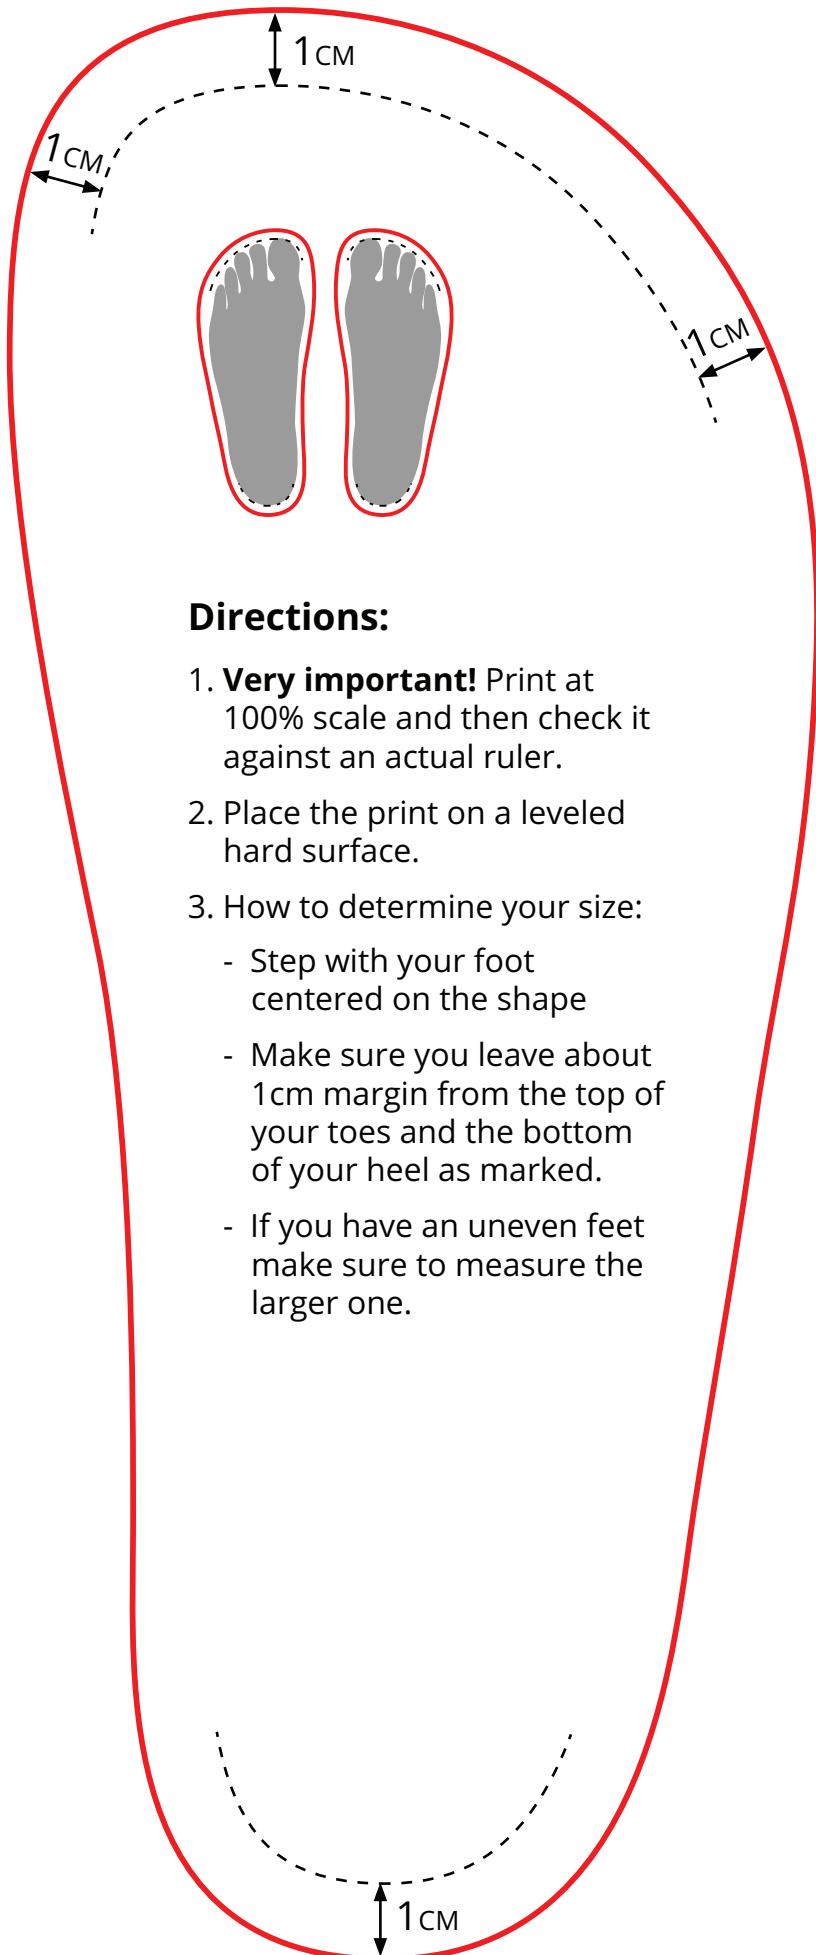 1CM
1CM
1CM
Directions:
1. Very important! Print at
100% scale and then check it
against an actual ruler.
2. Place the print on a leveled
hard surface.
3. How to determine your size:
- Step with your foot
centered on the shape
- Make sure you leave about
1cm margin from the top of
your toes and the bottom
of your heel as marked.
- If you have an uneven feet
make sure to measure the
larger one.
1CM